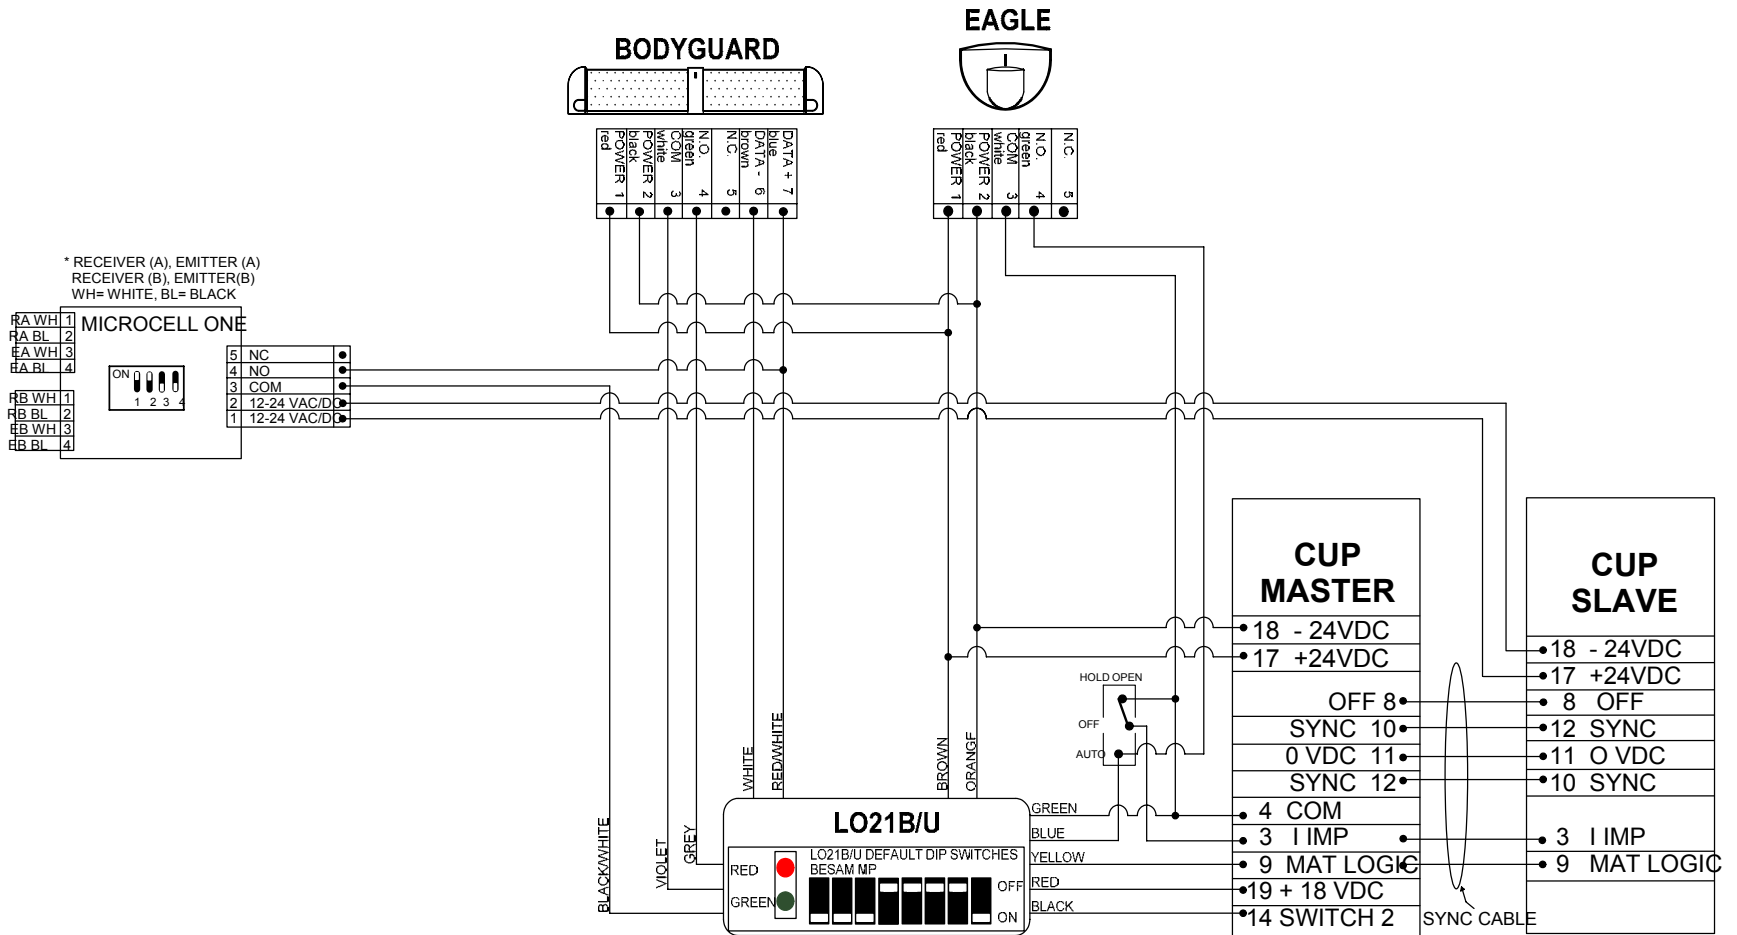 EAGLE
BODYGUARD
red
POWER 1
black
POWER 2
white
COM 3
green
N.O. 4
N.C. 5
brown
DATA - 6
blue
DATA + 7
red
POWER 1
black
POWER 2
white
COM 3
green
N.O. 4
N.C. 5
* RECEIVER (A), EMITTER (A)
RECEIVER (B), EMITTER(B)
WH= WHITE, BL= BLACK
MICROCELL ONE
RA WH 1
RA BL 2
EA WH 3
EA BL 4
RB WH 1
RB BL 2
EB WH 3
EB BL 4
ON
1 2 3 4
5 NC
4 NO
3 COM
2 12-24 VAC/DC
1 12-24 VAC/DC
CUP
MASTER
18 - 24VDC
17 +24VDC
OFF 8
SYNC 10
0 VDC 11
SYNC 12
4 COM
3 I IMP
9 MAT LOGIC
19 + 18 VDC
14 SWITCH 2
CUP
SLAVE
18 - 24VDC
17 +24VDC
8 OFF
12 SYNC
11 O VDC
10 SYNC
3 I IMP
9 MAT LOGIC
SYNC CABLE
HOLD OPEN
OFF
AUTO
WHITE
RED/WHITE
BROWN
ORANGE
BLACK/WHITE
VIOLET
GREY
LO21B/U
LO21B/U DEFAULT DIP SWITCHES
BESAM MP
RED
GREEN
OFF
ON
GREEN
BLUE
YELLOW
RED
BLACK